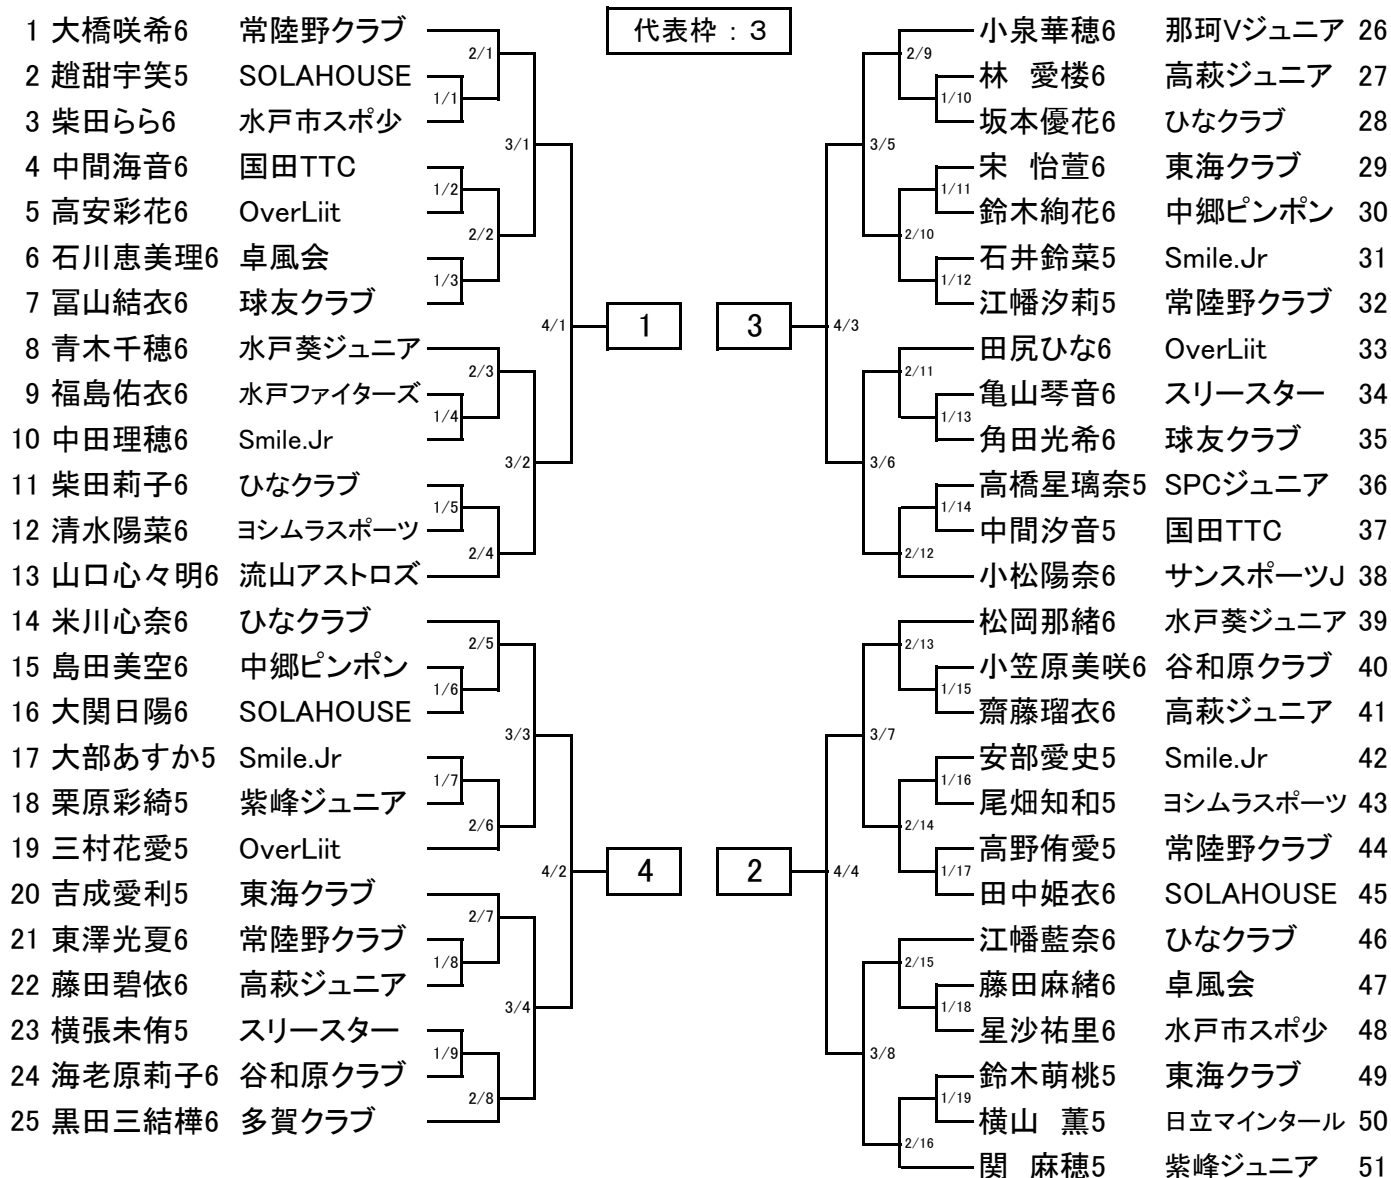 代表枠 : 3
1 大橋咲希6 常陸野クラブ
2 趙甜宇笑5 SOLAHOUSE
3 柴田らら6 水戸市スポ少
4 中間海音6 国田TTC
5 高安彩花6 OverLiit
6 石川恵美理6 卓風会
7 冨山結衣6 球友クラブ
8 青木千穂6 水戸葵ジュニア
9 福島佑衣6 水戸ファイターズ
10 中田理穂6 Smile.Jr
11 柴田莉子6 ひなクラブ
12 清水陽菜6 ヨシムラスポーツ
13 山口心々明6 流山アストロズ
14 米川心奈6 ひなクラブ
15 島田美空6 中郷ピンポン
16 大関日陽6 SOLAHOUSE
17 大部あすか5 Smile.Jr
18 栗原彩綺5 紫峰ジュニア
19 三村花愛5 OverLiit
20 吉成愛利5 東海クラブ
21 東澤光夏6 常陸野クラブ
22 藤田碧依6 高萩ジュニア
23 横張未侑5 スリースター
24 海老原莉子6 谷和原クラブ
25 黒田三結樺6 多賀クラブ
2/1
1/1
3/1
1/2
2/2
1/3
4/1
2/3
1/4
3/2
1/5
2/4
2/5
1/6
3/3
1/7
2/6
4/2
2/7
1/8
3/4
1/9
2/8
1
3
4
2
2/9
1/10
3/5
1/11
2/10
1/12
4/3
2/11
1/13
3/6
1/14
2/12
2/13
1/15
3/7
1/16
2/14
1/17
4/4
2/15
1/18
3/8
1/19
2/16
小泉華穂6 那珂Vジュニア 26
林 愛楼6 高萩ジュニア 27
坂本優花6 ひなクラブ 28
宋 怡萱6 東海クラブ 29
鈴木絢花6 中郷ピンポン 30
石井鈴菜5 Smile.Jr 31
江幡汐莉5 常陸野クラブ 32
田尻ひな6 OverLiit 33
亀山琴音6 スリースター 34
角田光希6 球友クラブ 35
高橋星璃奈5 SPCジュニア 36
中間汐音5 国田TTC 37
小松陽奈6 サンスポーツJ 38
松岡那緒6 水戸葵ジュニア 39
小笠原美咲6 谷和原クラブ 40
齋藤瑠衣6 高萩ジュニア 41
安部愛史5 Smile.Jr 42
尾畑知和5 ヨシムラスポーツ 43
高野侑愛5 常陸野クラブ 44
田中姫衣6 SOLAHOUSE 45
江幡藍奈6 ひなクラブ 46
藤田麻緒6 卓風会 47
星沙祐里6 水戸市スポ少 48
鈴木萌桃5 東海クラブ 49
横山 薫5 日立マインタール 50
関 麻穂5 紫峰ジュニア 51